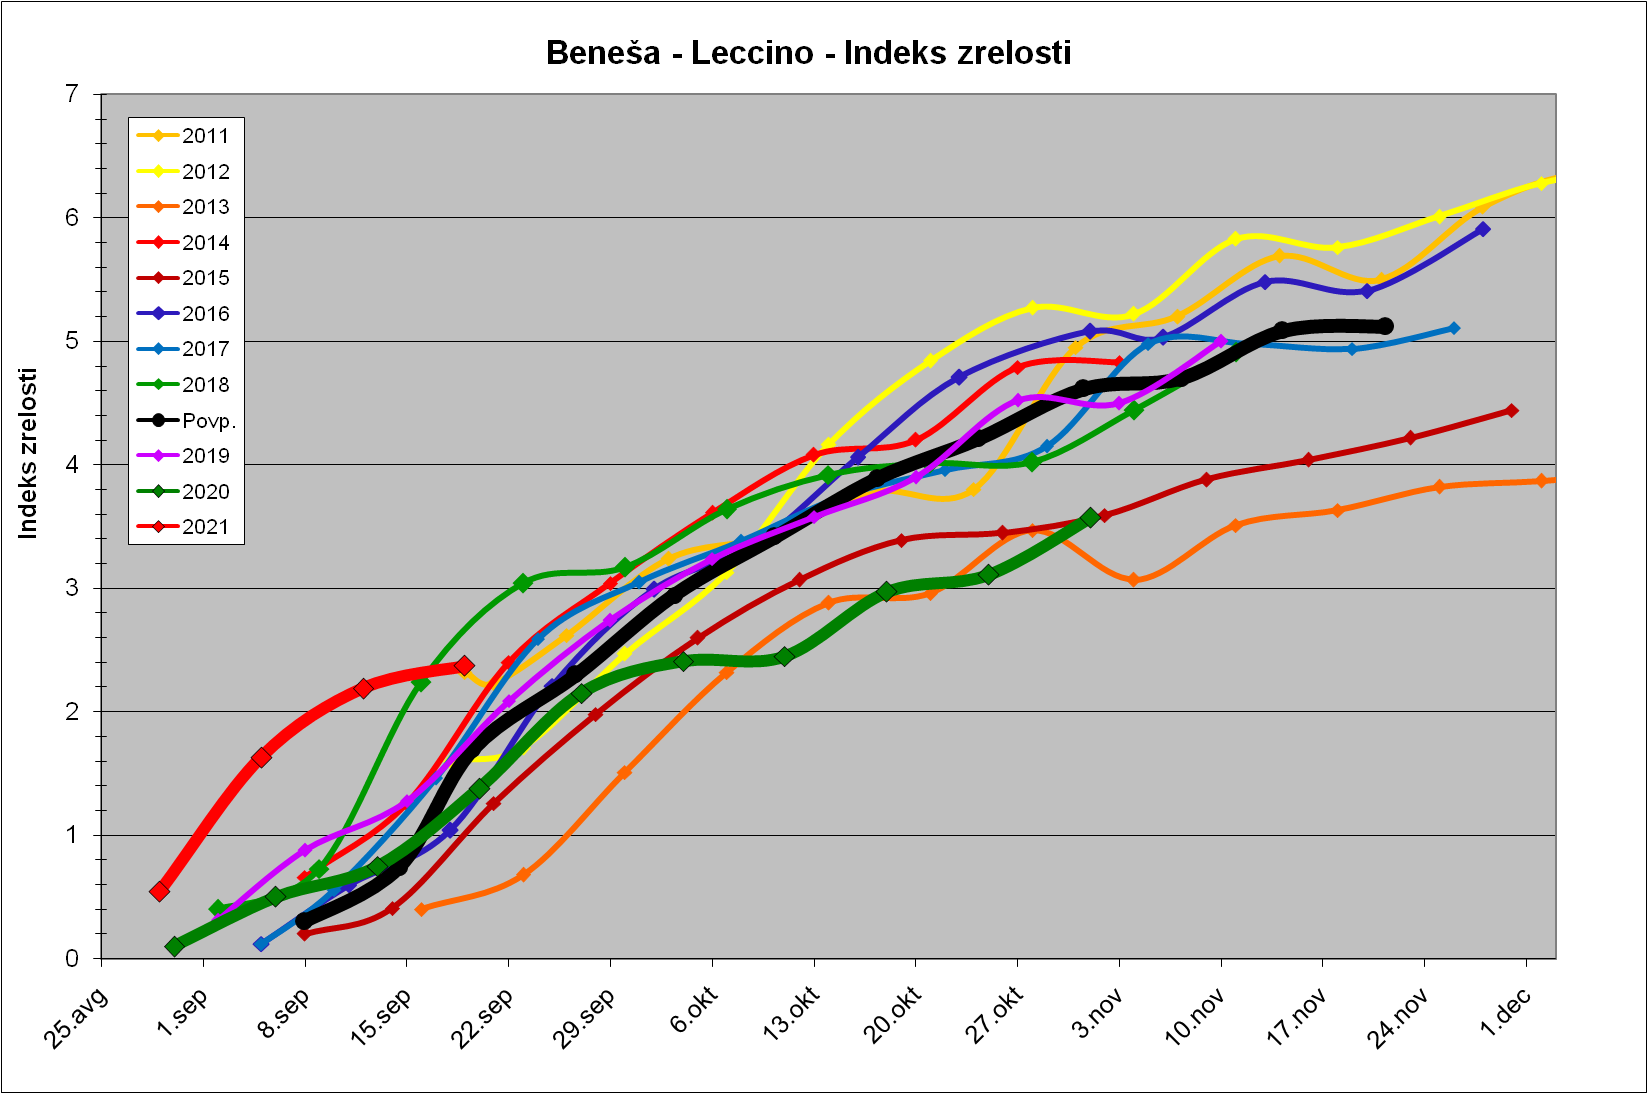 Beneša - Leccino - Indeks zrelosti
Indeks zrelosti
7
6
5
4
3
2
1
0
2011
2012
2013
2014
2015
2016
2017
2018
Povp.
2019
2020
2021
25.avg
1.sep
8.sep
15.sep
22.sep
29.sep
6.okt
13.okt
20.okt
27.okt
3.nov
10.nov
17.nov
24.nov
1.dec